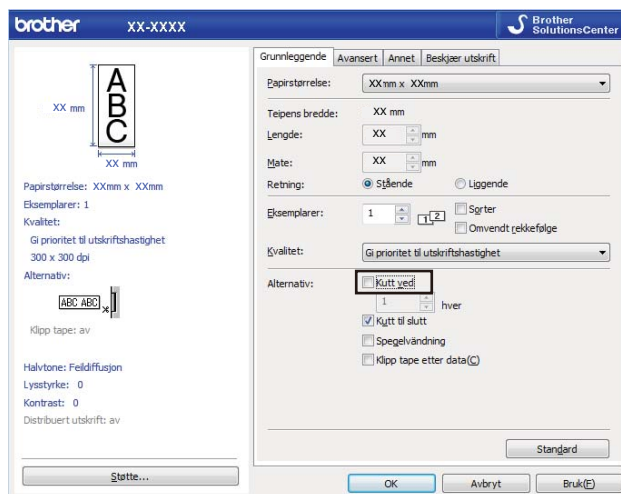 brother XX-XXXX Brother SolutionsCenter
Grunnleggende Avansert Annet Beskjær utskrift
A
B
C
XX mm
XX mm
Papirstørrelse: XXmm x XXmm
Eksemplarer: 1
Kvalitet:
Gi prioritet til utskriftshastighet
300 x 300 dpi
Alternativ:
ABC ABC
Klipp tape: av
Halvtone: Feildiffusjon
Lysstyrke: 0
Kontrast: 0
Distribuert utskrift: av
Støtte...
Papirstørrelse: XXmm x XXmm
Teipens bredde: XX mm
Lengde: XX mm
Mate: XX mm
Retning: Stående Liggende
Eksemplarer: 1 1 2 Sorter
Omvendt rekkefølge
Kvalitet: Gi prioritet til utskriftshastighet
Alternativ: Kutt ved
1 hver
Kutt til slutt
Spegelvändning
Klipp tape etter data(C)
Standard
OK Avbryt Bruk(F)